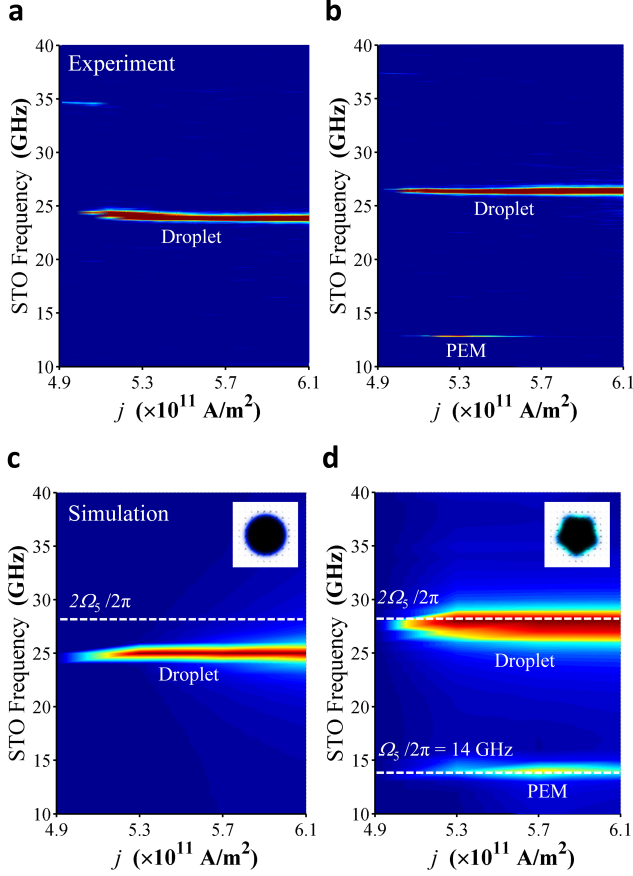 a
Experiment
40
35
30
25
20
15
10
STO Frequency (GHz)
Droplet
4.9 5.3 5.7 6.1
j (×10¹¹ A/m²)
b
40
35
30
25
20
15
10
STO Frequency (GHz)
Droplet
PEM
4.9 5.3 5.7 6.1
j (×10¹¹ A/m²)
c
Simulation
40
35
30
25
20
15
10
STO Frequency (GHz)
2Ω₅/2π
Droplet
4.9 5.3 5.7 6.1
j (×10¹¹ A/m²)
d
40
35
30
25
20
15
10
STO Frequency (GHz)
2Ω₅/2π
Droplet
Ω₅/2π = 14 GHz
PEM
4.9 5.3 5.7 6.1
j (×10¹¹ A/m²)